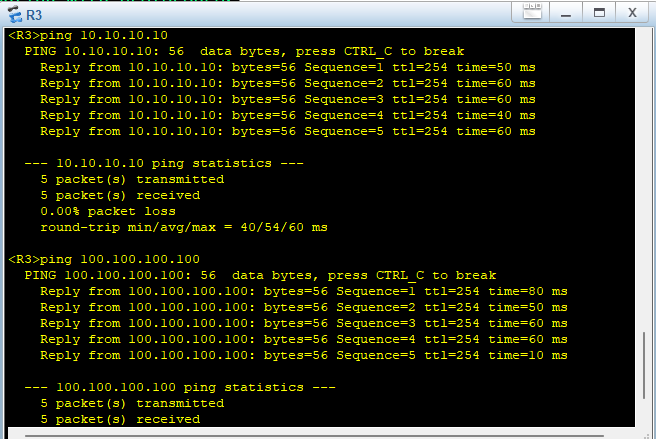 R3
<R3>ping 10.10.10.10
PING 10.10.10.10: 56 data bytes, press CTRL_C to break
Reply from 10.10.10.10: bytes=56 Sequence=1 ttl=254 time=50 ms
Reply from 10.10.10.10: bytes=56 Sequence=2 ttl=254 time=60 ms
Reply from 10.10.10.10: bytes=56 Sequence=3 ttl=254 time=60 ms
Reply from 10.10.10.10: bytes=56 Sequence=4 ttl=254 time=40 ms
Reply from 10.10.10.10: bytes=56 Sequence=5 ttl=254 time=60 ms
--- 10.10.10.10 ping statistics ---
5 packet(s) transmitted
5 packet(s) received
0.00% packet loss
round-trip min/avg/max = 40/54/60 ms
<R3>ping 100.100.100.100
PING 100.100.100.100: 56 data bytes, press CTRL_C to break
Reply from 100.100.100.100: bytes=56 Sequence=1 ttl=254 time=80 ms
Reply from 100.100.100.100: bytes=56 Sequence=2 ttl=254 time=50 ms
Reply from 100.100.100.100: bytes=56 Sequence=3 ttl=254 time=60 ms
Reply from 100.100.100.100: bytes=56 Sequence=4 ttl=254 time=60 ms
Reply from 100.100.100.100: bytes=56 Sequence=5 ttl=254 time=10 ms
--- 100.100.100.100 ping statistics ---
5 packet(s) transmitted
5 packet(s) received